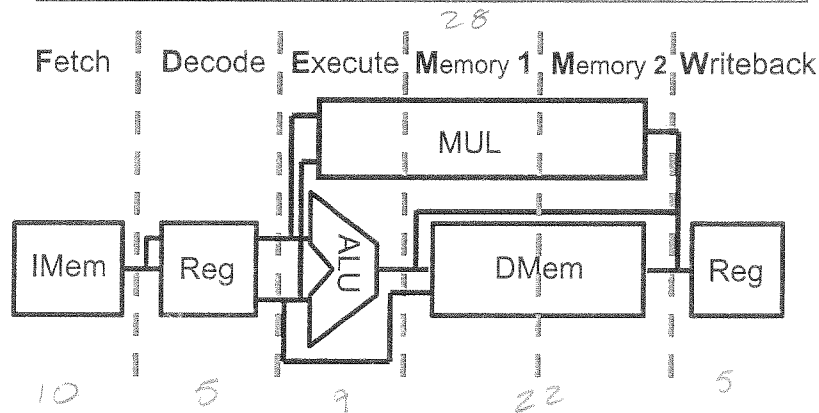 28
Fetch Decode Execute Memory 1 Memory 2 Writeback
MUL
IMem Reg ALU DMem Reg
10 5 9 22 5